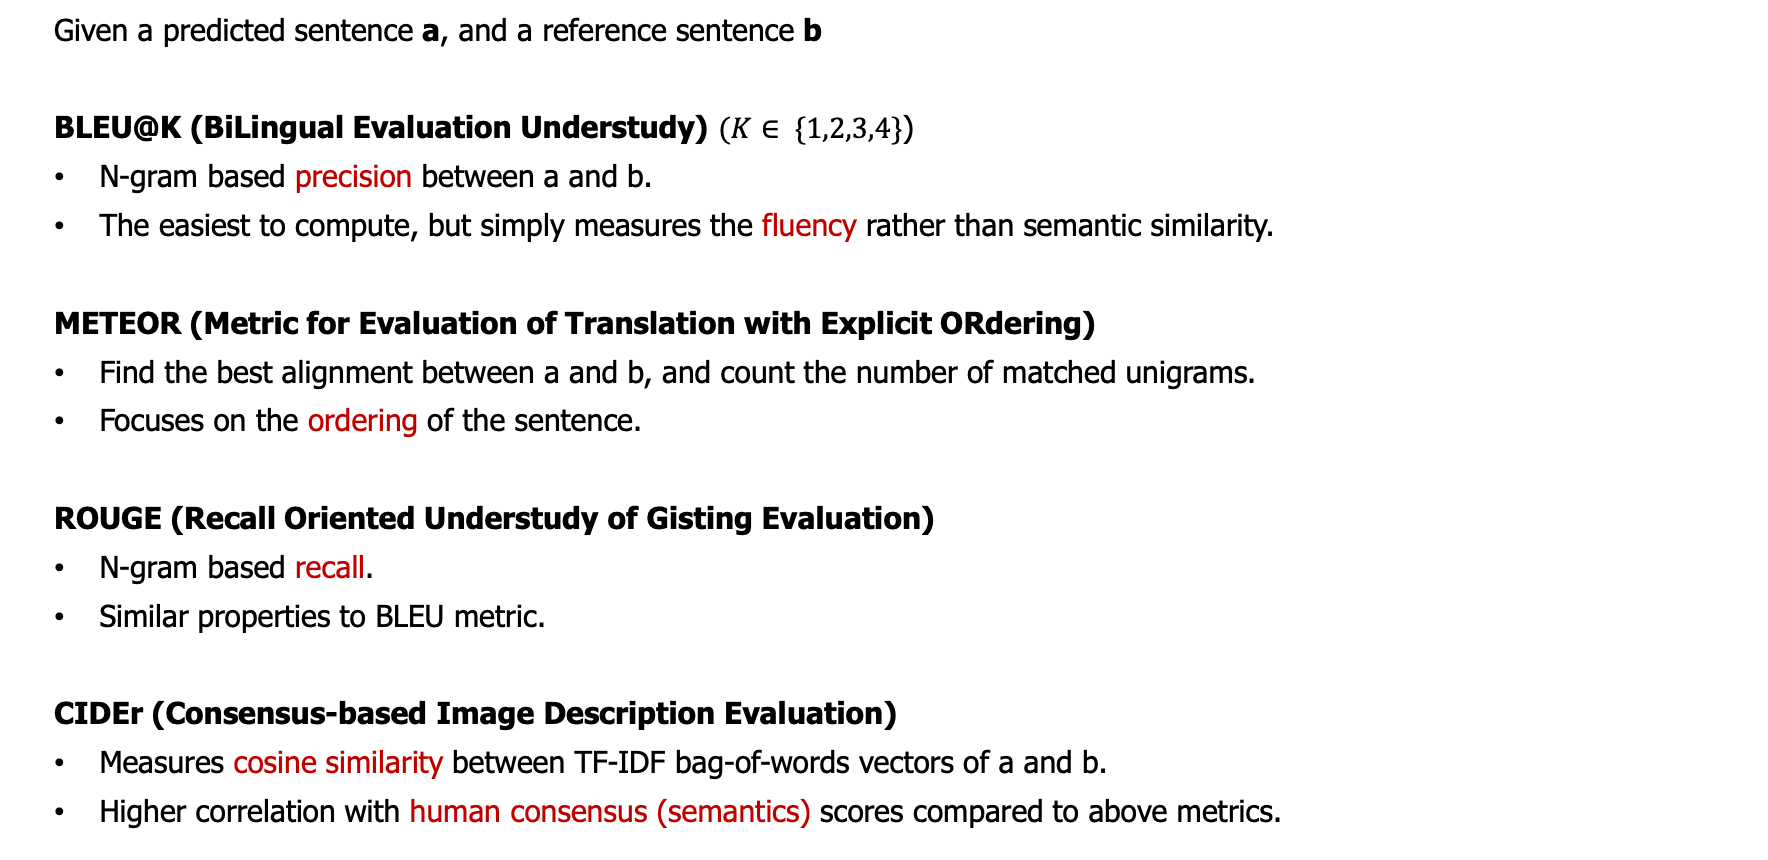 Given a predicted sentence a, and a reference sentence b
BLEU@K (BiLingual Evaluation Understudy) (K ∈ {1,2,3,4})
• N-gram based precision between a and b.
• The easiest to compute, but simply measures the fluency rather than semantic similarity.
METEOR (Metric for Evaluation of Translation with Explicit ORdering)
• Find the best alignment between a and b, and count the number of matched unigrams.
• Focuses on the ordering of the sentence.
ROUGE (Recall Oriented Understudy of Gisting Evaluation)
• N-gram based recall.
• Similar properties to BLEU metric.
CIDEr (Consensus-based Image Description Evaluation)
• Measures cosine similarity between TF-IDF bag-of-words vectors of a and b.
• Higher correlation with human consensus (semantics) scores compared to above metrics.